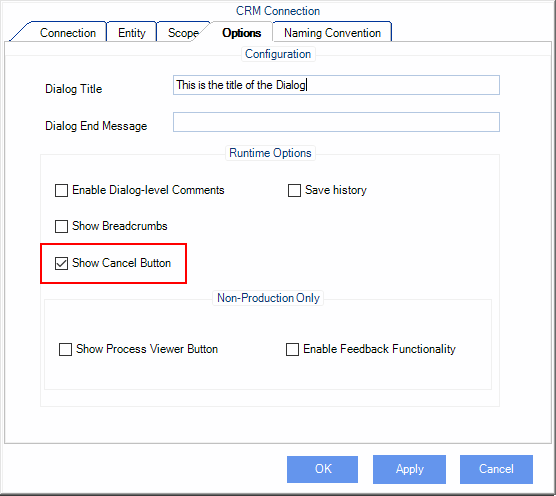 CRM Connection
Connection Entity Scope Options Naming Convention
Configuration
Dialog Title This is the title of the Dialog
Dialog End Message
Runtime Options
Enable Dialog-level Comments Save history
Show Breadcrumbs
Show Cancel Button
Non-Production Only
Show Process Viewer Button Enable Feedback Functionality
OK Apply Cancel